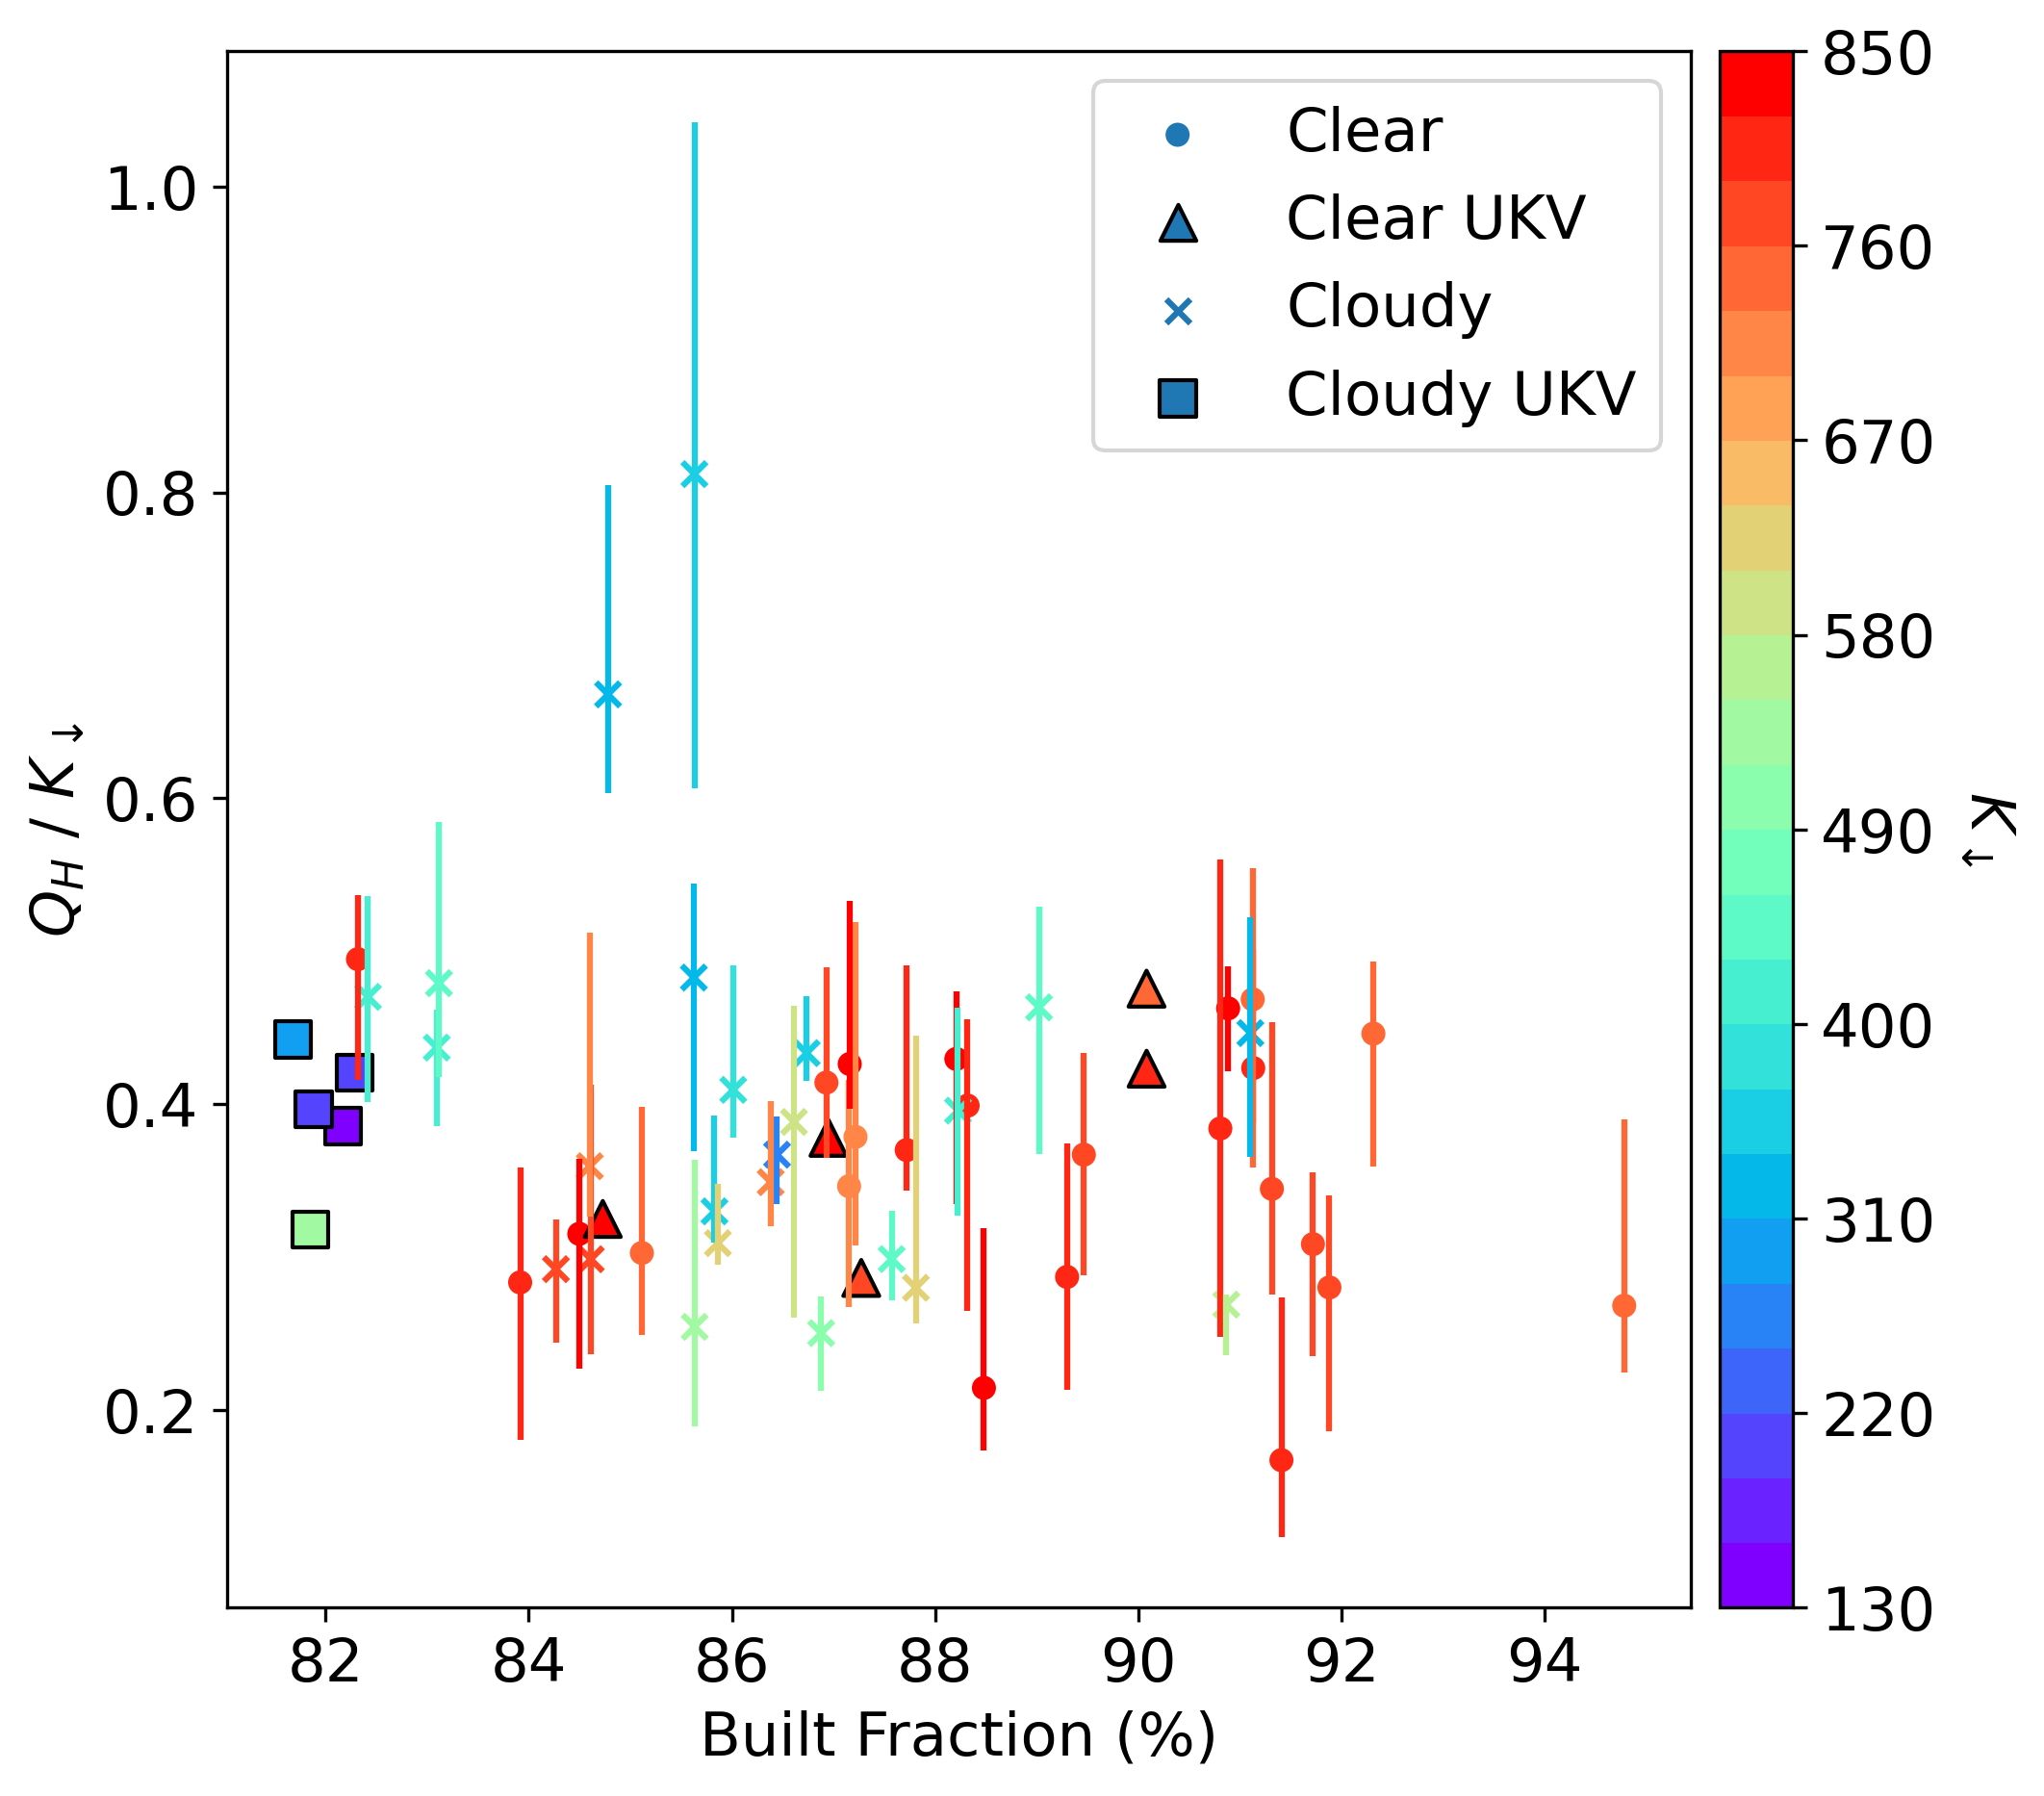 Clear
Clear UKV
Cloudy
Cloudy UKV
1.0
0.8
0.6
0.4
0.2
Q_H / K_↓
82 84 86 88 90 92 94
Built Fraction (%)
850
760
670
580
490
400
310
220
130
K_↓